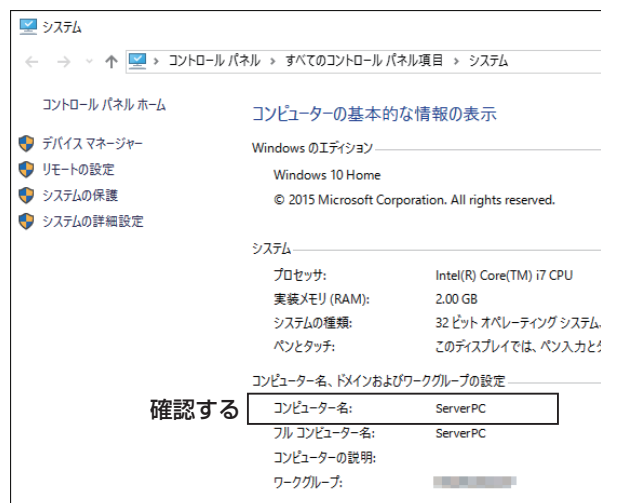 システム
コントロール パネル › すべてのコントロール パネル項目 › システム
コントロール パネル ホーム
デバイス マネージャー
リモートの設定
システムの保護
システムの詳細設定
コンピューターの基本的な情報の表示
Windows のエディション
Windows 10 Home
© 2015 Microsoft Corporation. All rights reserved.
システム
プロセッサ: Intel(R) Core(TM) i7 CPU
実装メモリ (RAM): 2.00 GB
システムの種類: 32 ビット オペレーティング システム、
ペンとタッチ: このディスプレイでは、ペン入力と
コンピューター名、ドメインおよびワークグループの設定
確認する コンピューター名: ServerPC
フル コンピューター名: ServerPC
コンピューターの説明:
ワークグループ: